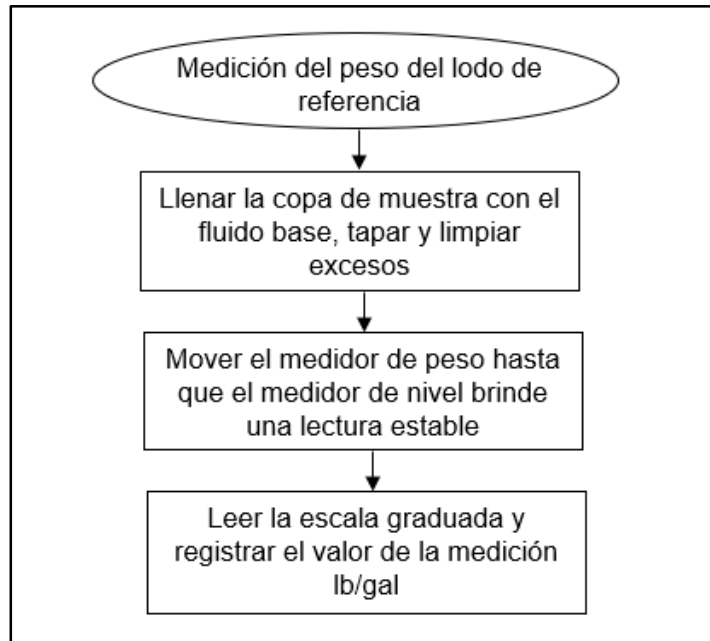 Medición del peso del lodo de
referencia
Llenar la copa de muestra con el
fluido base, tapar y limpiar
excesos
Mover el medidor de peso hasta
que el medidor de nivel brinde
una lectura estable
Leer la escala graduada y
registrar el valor de la medición
lb/gal